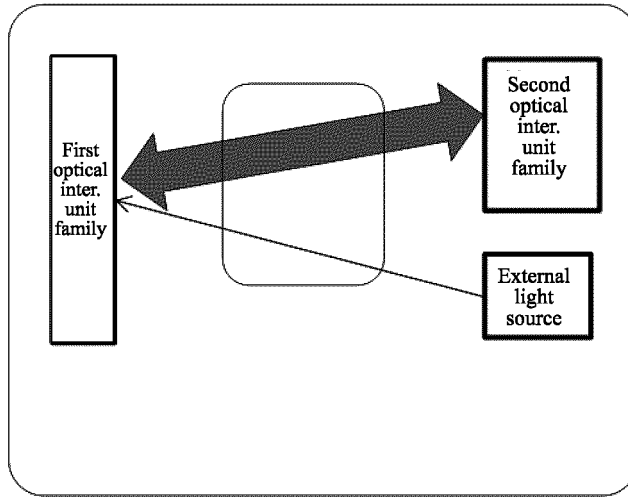 First
optical
inter.
unit
family
Second
optical
inter.
unit
family
External
light
source